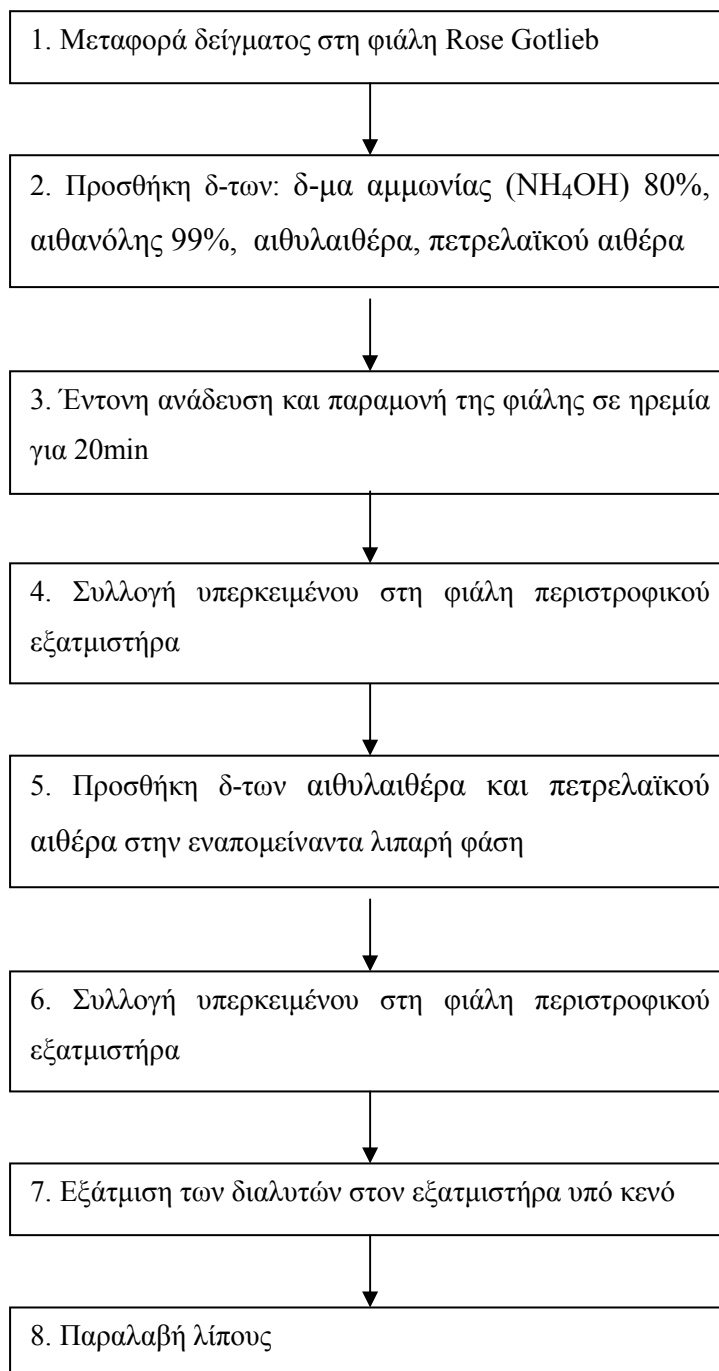 1. Μεταφορά δείγματος στη φιάλη Rose Gotlieb
2. Προσθήκη δ-των: δ-μα αμμωνίας (NH₄OH) 80%,
αιθανόλης 99%, αιθυλαιθέρα, πετρελαϊκού αιθέρα
3. Έντονη ανάδευση και παραμονή της φιάλης σε ηρεμία
για 20min
4. Συλλογή υπερκειμένου στη φιάλη περιστροφικού
εξατμιστήρα
5. Προσθήκη δ-των αιθυλαιθέρα και πετρελαϊκού
αιθέρα στην εναπομείναντα λιπαρή φάση
6. Συλλογή υπερκειμένου στη φιάλη περιστροφικού
εξατμιστήρα
7. Εξάτμιση των διαλυτών στον εξατμιστήρα υπό κενό
8. Παραλαβή λίπους